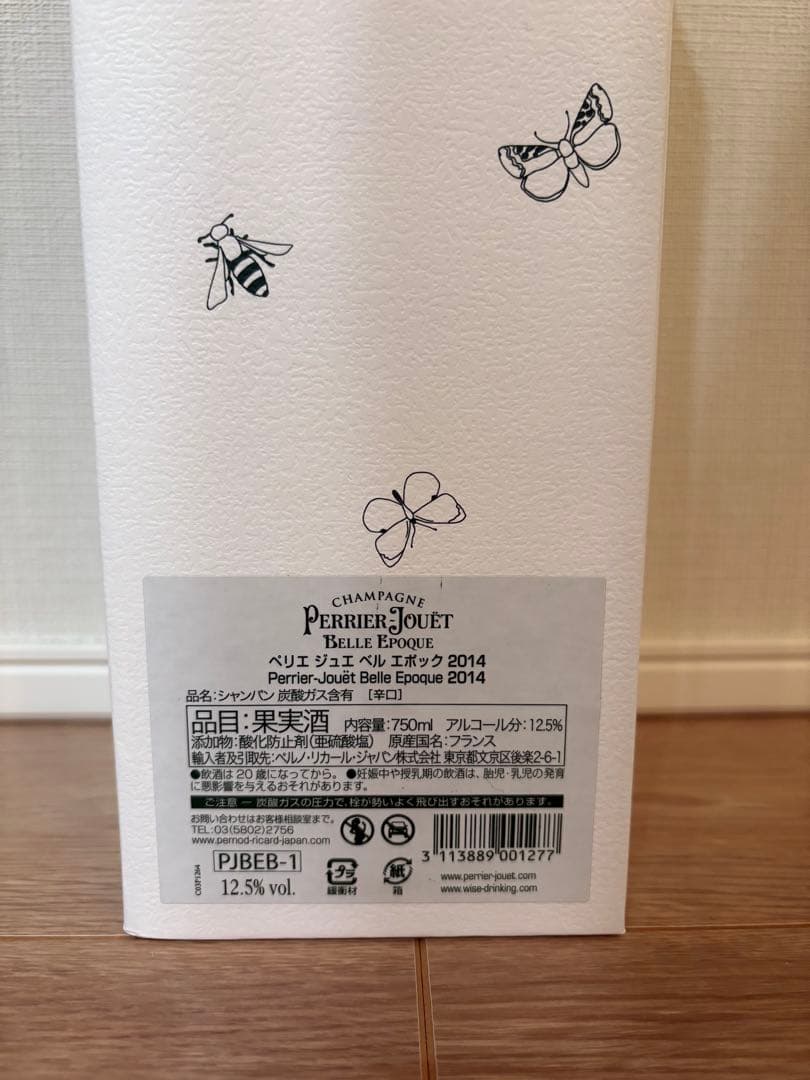 CHAMPAGNE
PERRIER-JOUËT
BELLE EPOQUE
ペリエ ジュエ ベル エポック 2014
Perrier-Jouët Belle Epoque 2014
品名:シャンパン 炭酸ガス含有 [辛口]
品目:果実酒 内容量:750ml アルコール分:12.5%
添加物:酸化防止剤(亜硫酸塩) 原産国名:フランス
輸入者及引取先:ペルノ・リカール・ジャパン株式会社 東京都文京区後楽2-6-1
●飲酒は20歳になってから。●妊娠中や授乳期の飲酒は、胎児・乳児の発育
に悪影響を与えるおそれがあります。
ご注意 — 炭酸ガスの圧力で、栓が勢いよく飛び出すおそれがあります。
お問い合わせはお客様相談室まで。
TEL:03(5802)2756
www.pernod-ricard-japan.com
PJBEB-1
12.5% vol.
C03P1264
プラ
緩衝材
紙
箱
3 113889 001277
www.perrier-jouet.com
www.wise-drinking.com